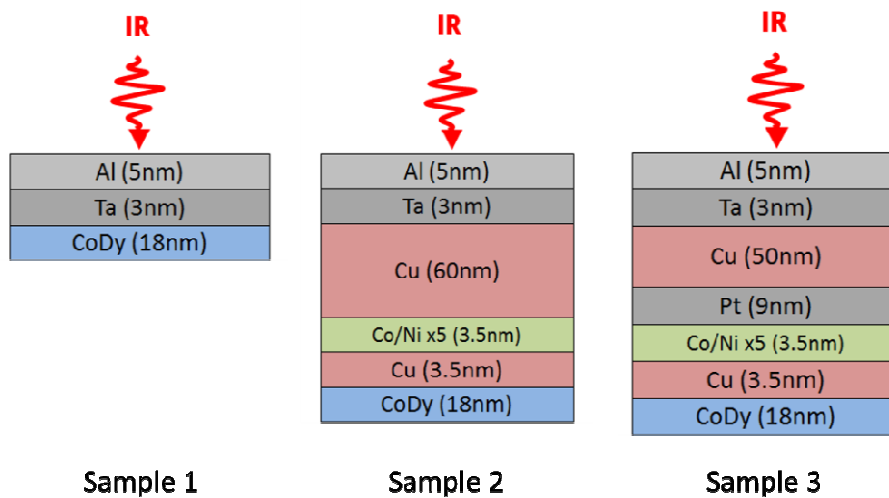 IR
Al (5nm)
Ta (3nm)
CoDy (18nm)
Sample 1
IR
Al (5nm)
Ta (3nm)
Cu (60nm)
Co/Ni x5 (3.5nm)
Cu (3.5nm)
CoDy (18nm)
Sample 2
IR
Al (5nm)
Ta (3nm)
Cu (50nm)
Pt (9nm)
Co/Ni x5 (3.5nm)
Cu (3.5nm)
CoDy (18nm)
Sample 3